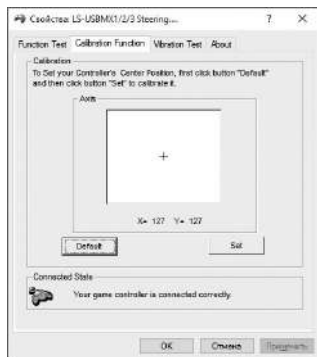 Свойства: LS-USBMX1/2/3 Steering....
Function Test Calibration Function Vibration Test About
Calibration
To Set your Controller's Center Position, first click button "Default"
and then click button "Set" to calibrate it.
Axis
X= 127 Y= 127
Default Set
Connected State
Your game controller is connected correctly.
OK Отмена Применить